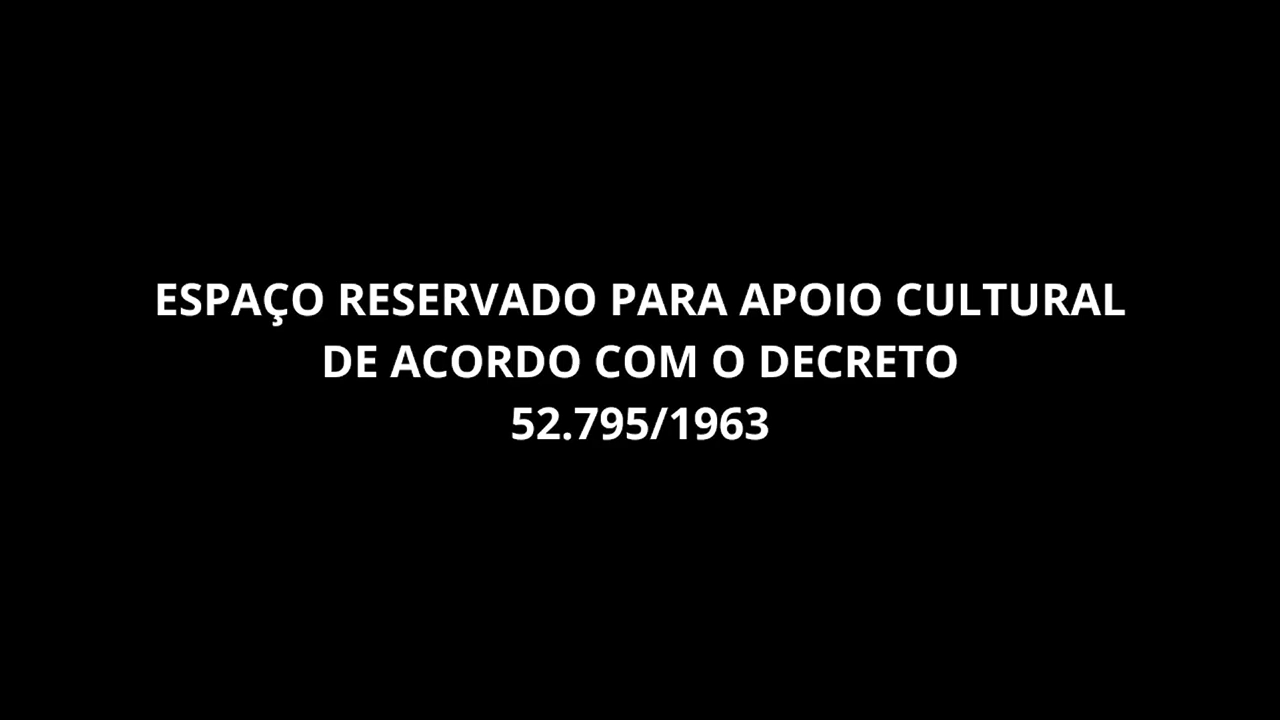 ESPAÇO RESERVADO PARA APOIO CULTURAL
DE ACORDO COM O DECRETO
52.795/1963